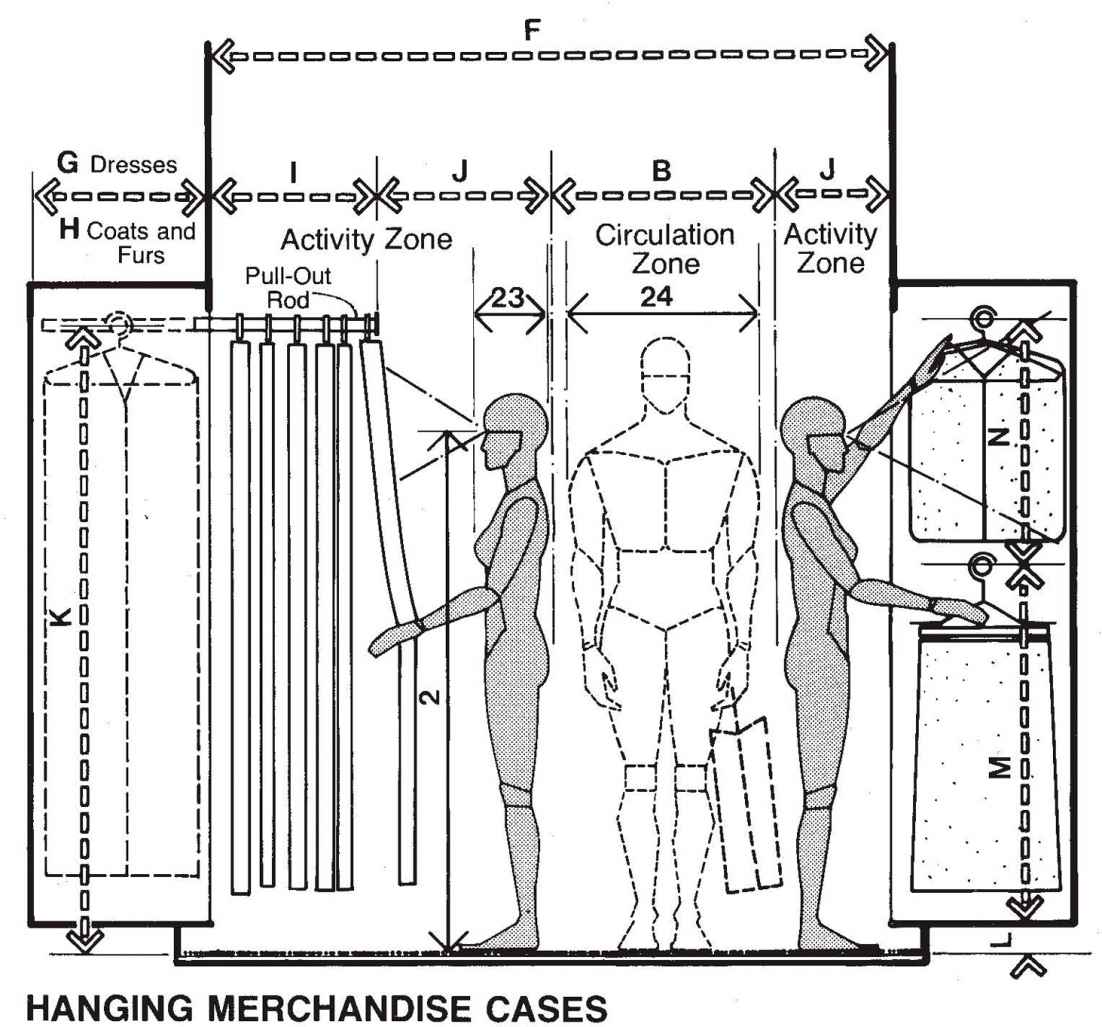 F
G Dresses
I
J
B
J
H Coats and
Furs
Activity Zone
Circulation
Zone
Activity
Zone
Pull-Out
Rod
23
24
N
K
2
M
L
HANGING MERCHANDISE CASES